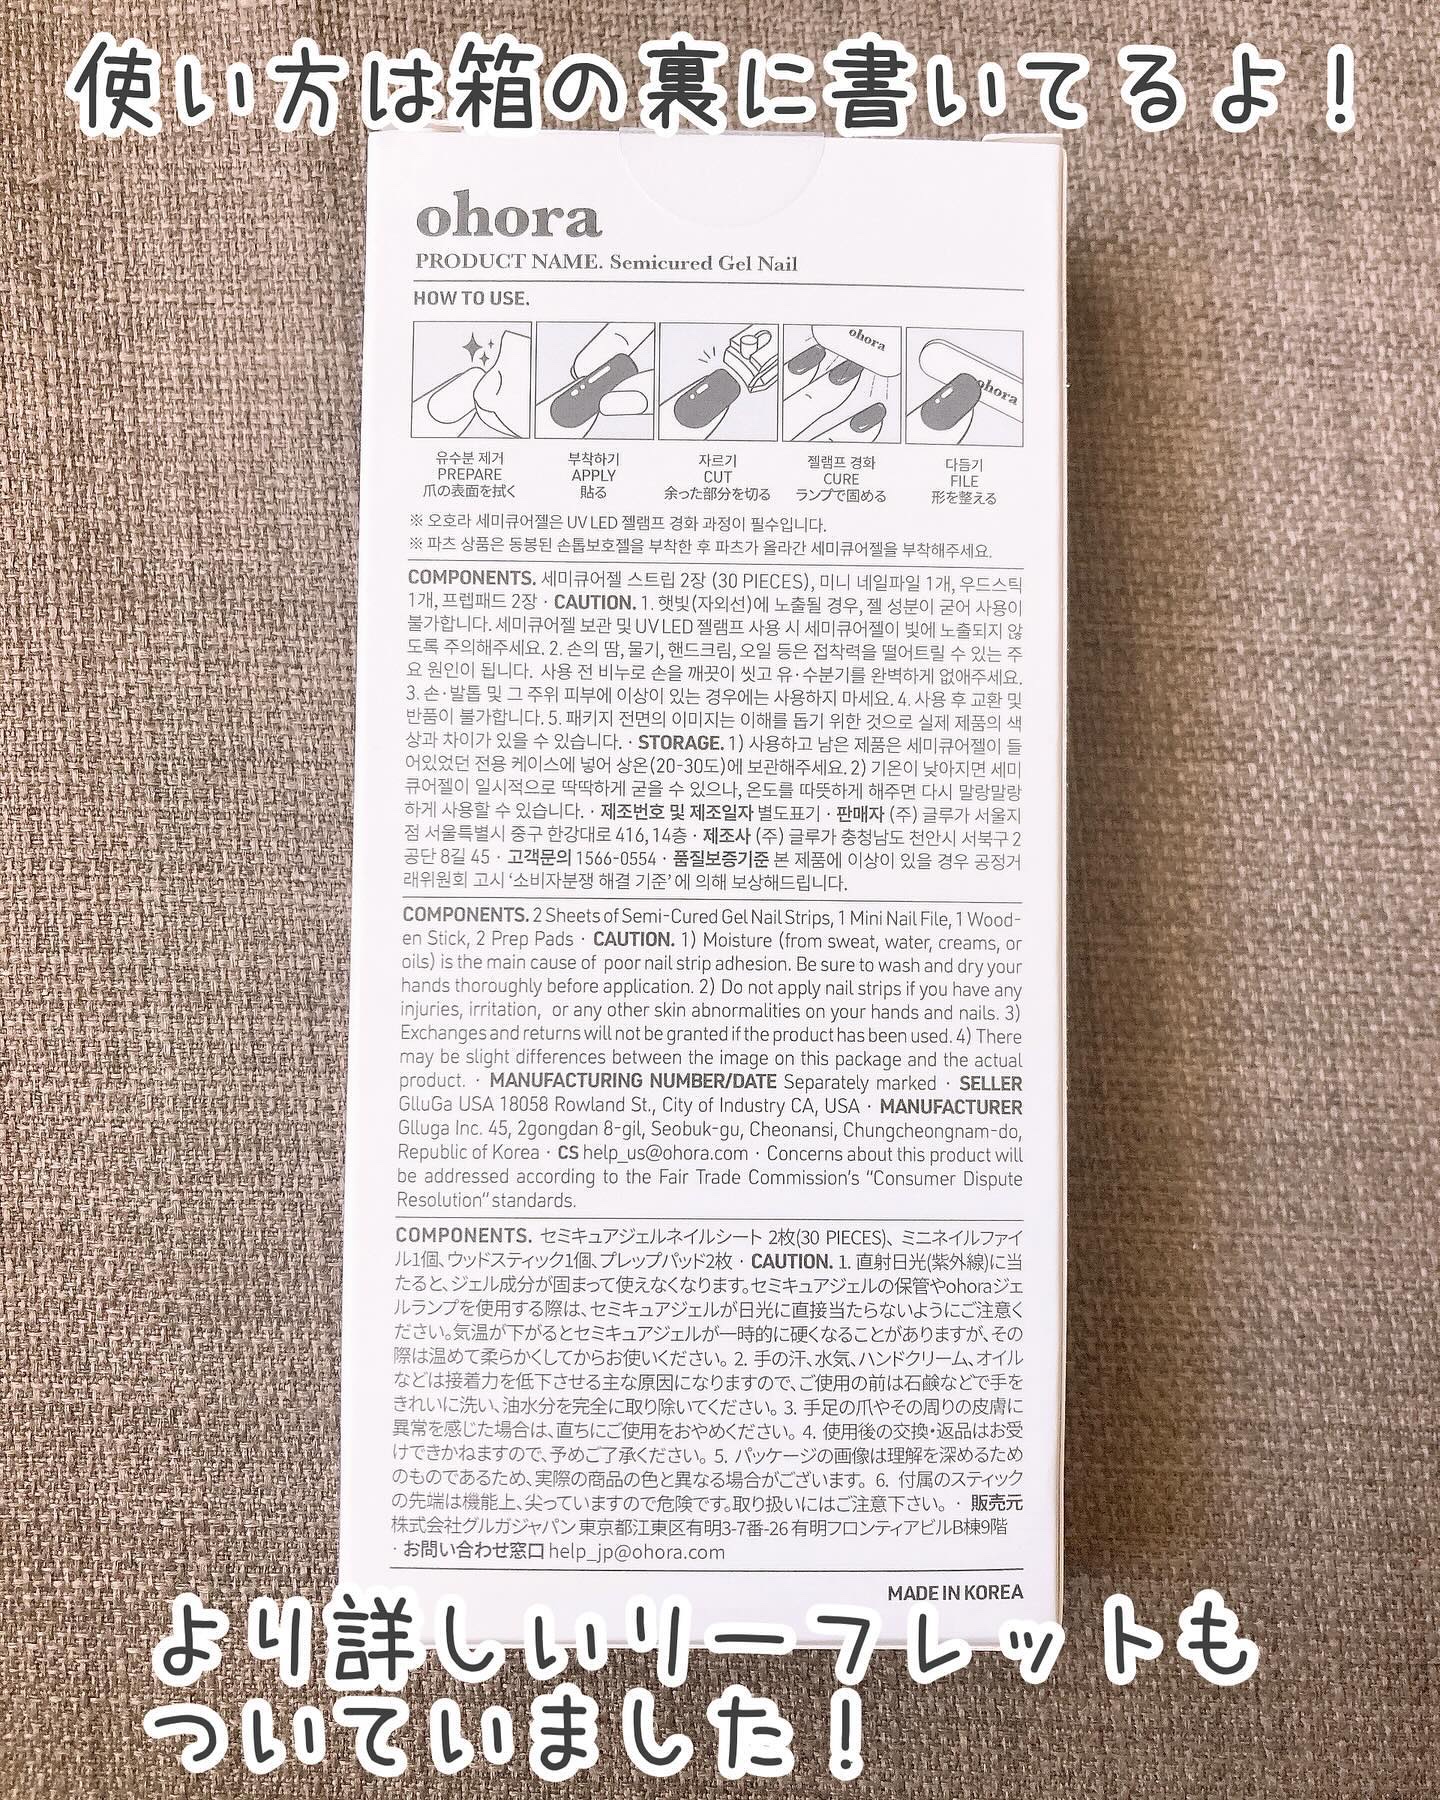 使い方は箱の裏に書いてるよ！
ohora
PRODUCT NAME. Semicured Gel Nail
HOW TO USE.
ohora
ohora
유수분 제거
PREPARE
爪の表面を拭く
부착하기
APPLY
貼る
자르기
CUT
余った部分を切る
젤램프 경화
CURE
ランプで固める
다듬기
FILE
形を整える
※ 오호라 세미큐어젤은 UV LED 젤램프 경화 과정이 필수입니다.
※ 파츠 상품은 동봉된 손톱보호젤을 부착한 후 파츠가 올라간 세미큐어젤을 부착해주세요.
COMPONENTS. 세미큐어젤 스트립 2장 (30 PIECES), 미니 네일파일 1개, 우드스틱
1개, 프렙패드 2장 · CAUTION. 1. 햇빛(자외선)에 노출될 경우, 젤 성분이 굳어 사용이
불가합니다. 세미큐어젤 보관 및 UV LED 젤램프 사용 시 세미큐어젤이 빛에 노출되지 않
도록 주의해주세요. 2. 손의 땀, 물기, 핸드크림, 오일 등은 접착력을 떨어트릴 수 있는 주
요 원인이 됩니다. 사용 전 비누로 손을 깨끗이 씻고 유·수분기를 완벽하게 없애주세요.
3. 손·발톱 및 그 주위 피부에 이상이 있는 경우에는 사용하지 마세요. 4. 사용 후 교환 및
반품이 불가합니다. 5. 패키지 전면의 이미지는 이해를 돕기 위한 것으로 실제 제품의 색
상과 차이가 있을 수 있습니다. · STORAGE. 1) 사용하고 남은 제품은 세미큐어젤이 들
어있었던 전용 케이스에 넣어 상온(20-30도)에 보관해주세요. 2) 기온이 낮아지면 세미
큐어젤이 일시적으로 딱딱하게 굳을 수 있으나, 온도를 따뜻하게 해주면 다시 말랑말랑
하게 사용할 수 있습니다. · 제조번호 및 제조일자 별도표기 · 판매자 (주) 글루가 서울지
점 서울특별시 중구 한강대로 416, 14층 · 제조사 (주) 글루가 충청남도 천안시 서북구 2
공단 8길 45 · 고객문의 1566-0554 · 품질보증기준 본 제품에 이상이 있을 경우 공정거
래위원회 고시 ‘소비자분쟁 해결 기준’ 에 의해 보상해드립니다.
COMPONENTS. 2 Sheets of Semi-Cured Gel Nail Strips, 1 Mini Nail File, 1 Wood-
en Stick, 2 Prep Pads · CAUTION. 1) Moisture (from sweat, water, creams, or
oils) is the main cause of poor nail strip adhesion. Be sure to wash and dry your
hands thoroughly before application. 2) Do not apply nail strips if you have any
injuries, irritation, or any other skin abnormalities on your hands and nails. 3)
Exchanges and returns will not be granted if the product has been used. 4) There
may be slight differences between the image on this package and the actual
product. · MANUFACTURING NUMBER/DATE Separately marked · SELLER
GlluGa USA 18058 Rowland St., City of Industry CA, USA · MANUFACTURER
Glluga Inc. 45, 2gongdan 8-gil, Seobuk-gu, Cheonansi, Chungcheongnam-do,
Republic of Korea · CS help_us@ohora.com · Concerns about this product will
be addressed according to the Fair Trade Commission’s “Consumer Dispute
Resolution” standards.
COMPONENTS. セミキュアジェルネイルシート 2枚(30 PIECES)、ミニネイルファイ
ル1個、ウッドスティック1個、プレップパッド2枚 · CAUTION. 1. 直射日光(紫外線)に当
たると、ジェル成分が固まって使えなくなります。セミキュアジェルの保管やohoraジェ
ルランプを使用する際は、セミキュアジェルが日光に直接当たらないようにご注意く
ださい。気温が下がるとセミキュアジェルが一時的に硬くなることがありますが、その
際は温めて柔らかくしてからお使いください。 2. 手の汗、水気、ハンドクリーム、オイル
などは接着力を低下させる主な原因になりますので、ご使用の前は石鹸などで手を
きれいに洗い、油水分を完全に取り除いてください。 3. 手足の爪やその周りの皮膚に
異常を感じた場合は、直ちにご使用をおやめください。 4. 使用後の交換・返品はお受
けできかねますので、予めご了承ください。 5. パッケージの画像は理解を深めるため
のものであるため、実際の商品の色と異なる場合がございます。 6. 付属のスティック
の先端は機能上、尖っていますので危険です。取り扱いにはご注意下さい。 · 販売元
株式会社グルガジャパン 東京都江東区有明3-7番-26 有明フロンティアビルB棟9階
· お問い合わせ窓口 help_jp@ohora.com
MADE IN KOREA
より詳しいリーフレットも
ついていました！